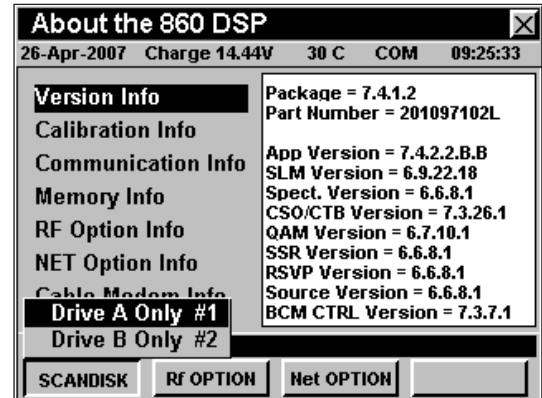 About the 860 DSP
26-Apr-2007 Charge 14.44V 30 C COM 09:25:33
Version Info
Calibration Info
Communication Info
Memory Info
RF Option Info
NET Option Info
Cable Modem Info
Drive A Only #1
Drive B Only #2
Package = 7.4.1.2
Part Number = 201097102L
App Version = 7.4.2.2.B.B
SLM Version = 6.9.22.18
Spect. Version = 6.6.8.1
CSO/CTB Version = 7.3.26.1
QAM Version = 6.7.10.1
SSR Version = 6.6.8.1
RSVP Version = 6.6.8.1
Source Version = 6.6.8.1
BCM CTRL Version = 7.3.7.1
SCANDISK Rf OPTION Net OPTION